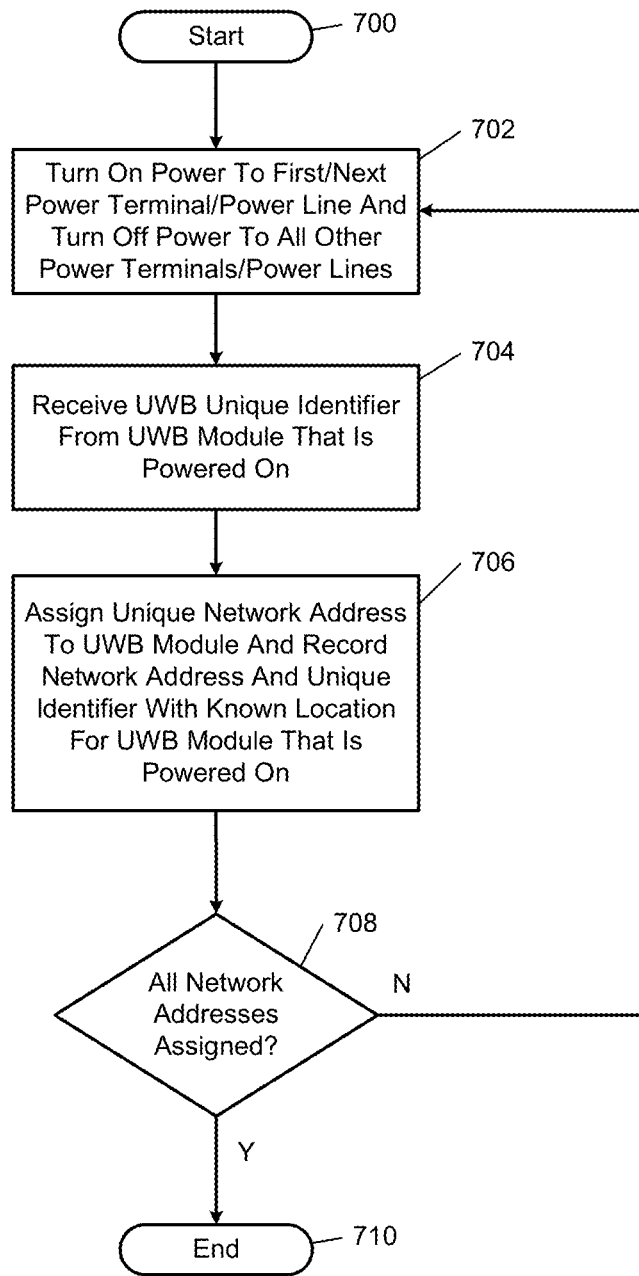 Start
700
702
Turn On Power To First/Next
Power Terminal/Power Line And
Turn Off Power To All Other
Power Terminals/Power Lines
704
Receive UWB Unique Identifier
From UWB Module That Is
Powered On
706
Assign Unique Network Address
To UWB Module And Record
Network Address And Unique
Identifier With Known Location
For UWB Module That Is
Powered On
708
All Network
Addresses
Assigned?
N
Y
End
710